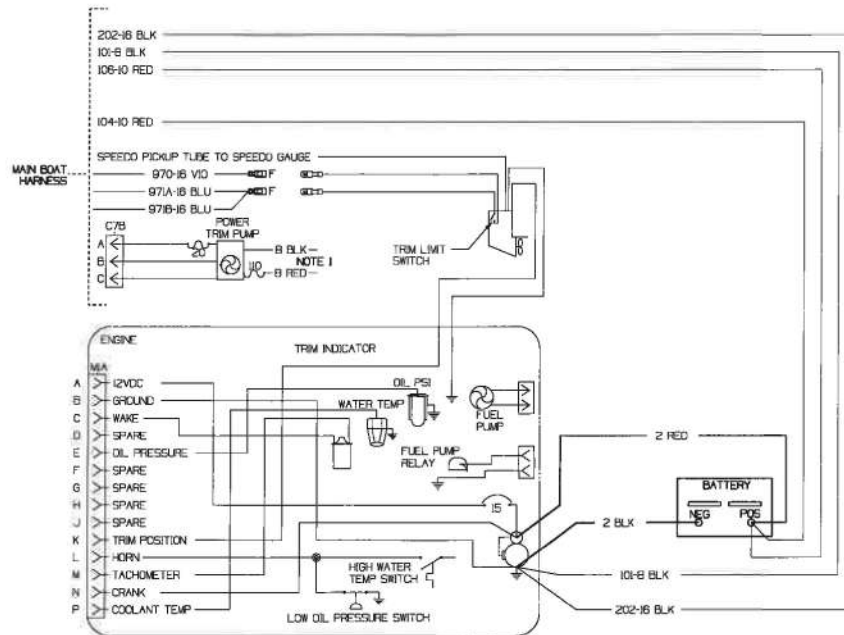 202-16 BLK
101-8 BLK
106-10 RED
104-10 RED
SPEEDO PICKUP TUBE TO SPEEDO GAUGE
MAIN BOAT
HARNESS
970-16 VIO F
971A-16 BLU F
971B-16 BLU
C7B
POWER
TRIM PUMP
A
B
C
20
110
8 BLK
NOTE 1
8 RED
TRIM LIMIT
SWITCH
ENGINE
TRIM INDICATOR
M1A
A 12VDC
B GROUND
C WAKE
D SPARE
E OIL PRESSURE
F SPARE
G SPARE
H SPARE
J SPARE
K TRIM POSITION
L HORN
M TACHOMETER
N CRANK
P COOLANT TEMP
OIL PSI
WATER TEMP
FUEL
PUMP
FUEL PUMP
RELAY
15
HIGH WATER
TEMP SWITCH
LOW OIL PRESSURE SWITCH
2 RED
BATTERY
NEG POS
2 BLK
101-8 BLK
202-16 BLK